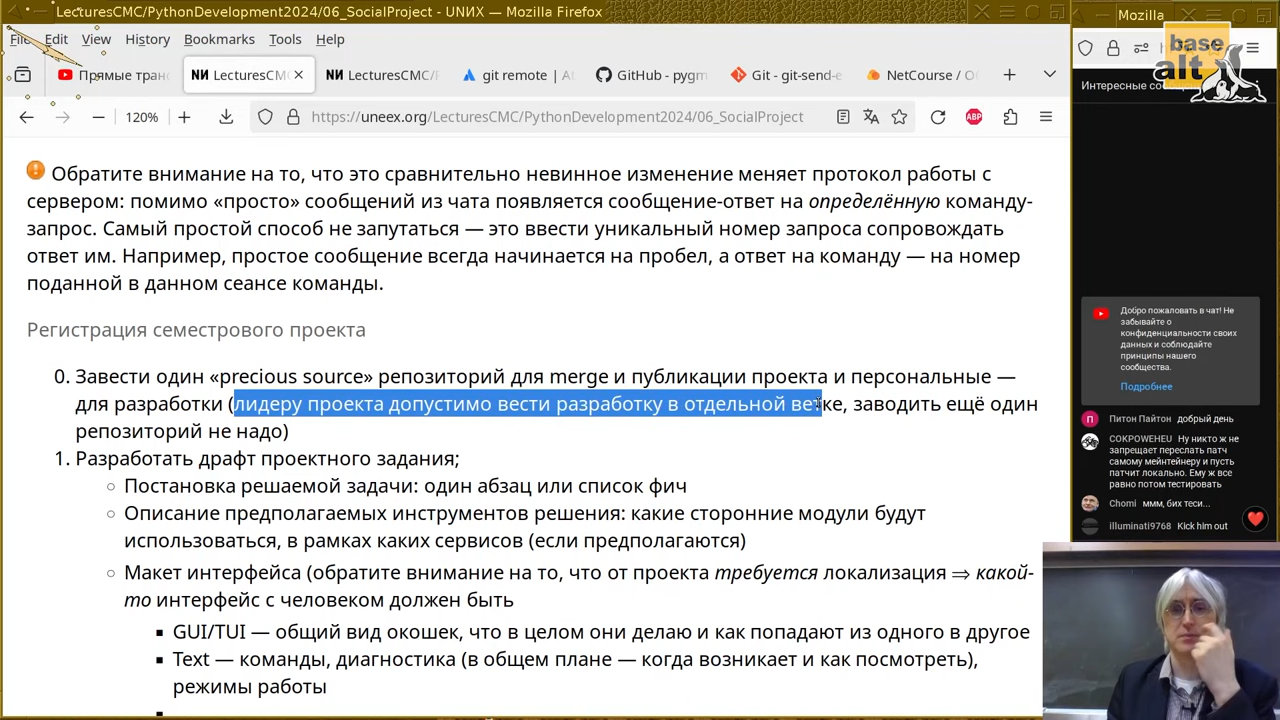 LecturesCMC/PythonDevelopment2024/06_SocialProject - UNИX — Mozilla Firefox
Mozilla
File Edit View History Bookmarks Tools Help
base
alt
Прямые тран
LecturesCMC/
LecturesCMC/F
git remote | At
GitHub - pygm
Git - git-send-e
NetCourse /
120%
https://uneex.org/LecturesCMC/PythonDevelopment2024/06_SocialProject
ABP
Интересные
Обратите внимание на то, что это сравнительно невинное изменение меняет протокол работы с
сервером: помимо «просто» сообщений из чата появляется сообщение-ответ на определённую команду-
запрос. Самый простой способ не запутаться — это ввести уникальный номер запроса сопровождать
ответ им. Например, простое сообщение всегда начинается на пробел, а ответ на команду — на номер
поданной в данном сеансе команды.
Регистрация семестрового проекта
0. Завести один «precious source» репозиторий для merge и публикации проекта и персональные —
для разработки (лидеру проекта допустимо вести разработку в отдельной ветке, заводить ещё один
репозиторий не надо)
1. Разработать драфт проектного задания;
Постановка решаемой задачи: один абзац или список фич
Описание предполагаемых инструментов решения: какие сторонние модули будут
использоваться, в рамках каких сервисов (если предполагаются)
Макет интерфейса (обратите внимание на то, что от проекта требуется локализация ⇒ какой-
то интерфейс с человеком должен быть
GUI/TUI — общий вид окошек, что в целом они делаю и как попадают из одного в другое
Text — команды, диагностика (в общем плане — когда возникает и как посмотреть),
режимы работы
Добро пожаловать в чат! Не
забывайте о
конфиденциальности своих
данных и соблюдайте
принципы нашего
сообщества.
Подробнее
П Питон Пайтон добрый день
COKPOWEHEU Ну никто ж не
запрещает переслать патч
самому мейнтейнеру и пусть
патчит локально. Ему ж все
равно потом тестировать
Chomi ммм, бих теси...
illuminati9768 Kick hIm out